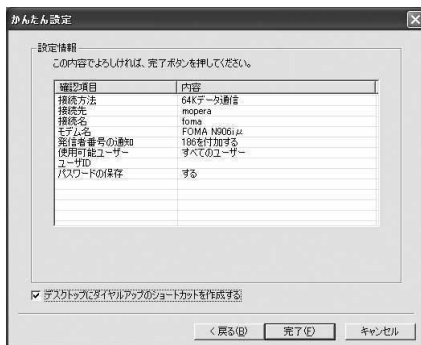 かんたん設定
設定情報
この内容でよろしければ、完了ボタンを押してください。
確認項目 内容
接続方法 64Kデータ通信
接続先 mopera
接続名 foma
モデム名 FOMA N906iμ
発信者番号の通知 186を付加する
使用可能ユーザー すべてのユーザー
ユーザID
パスワードの保存 する
デスクトップにダイヤルアップのショートカットを作成する
< 戻る(B) 完了(F) キャンセル